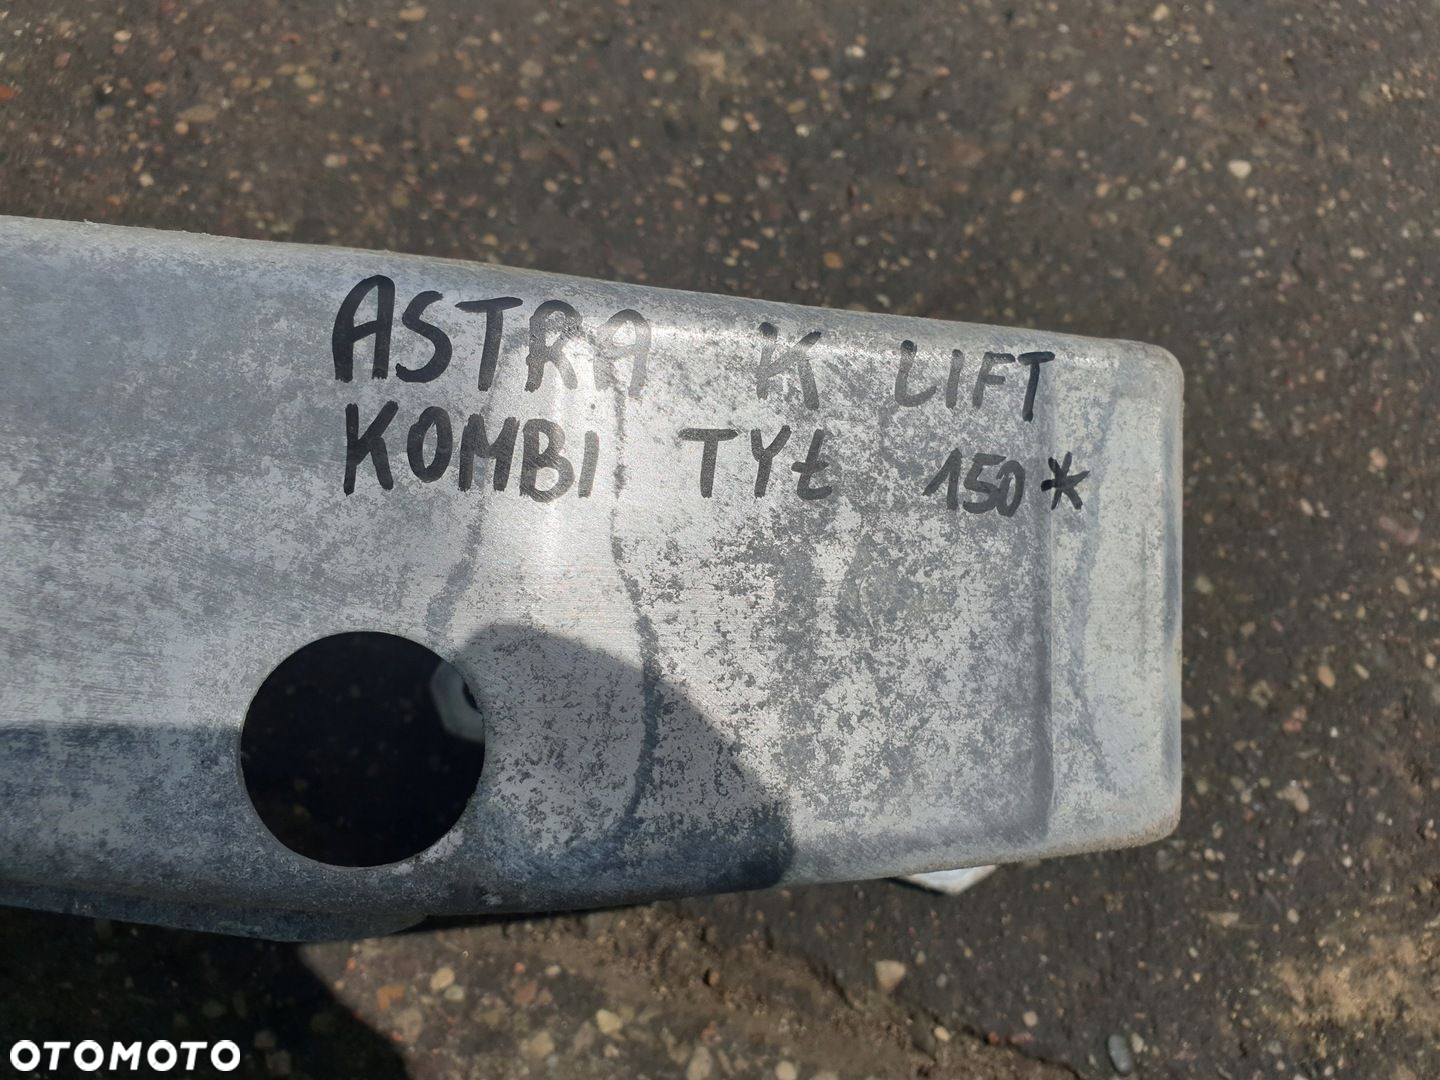 ASTRA K LIFT
KOMBI TYŁ 150*
OTOMOTO